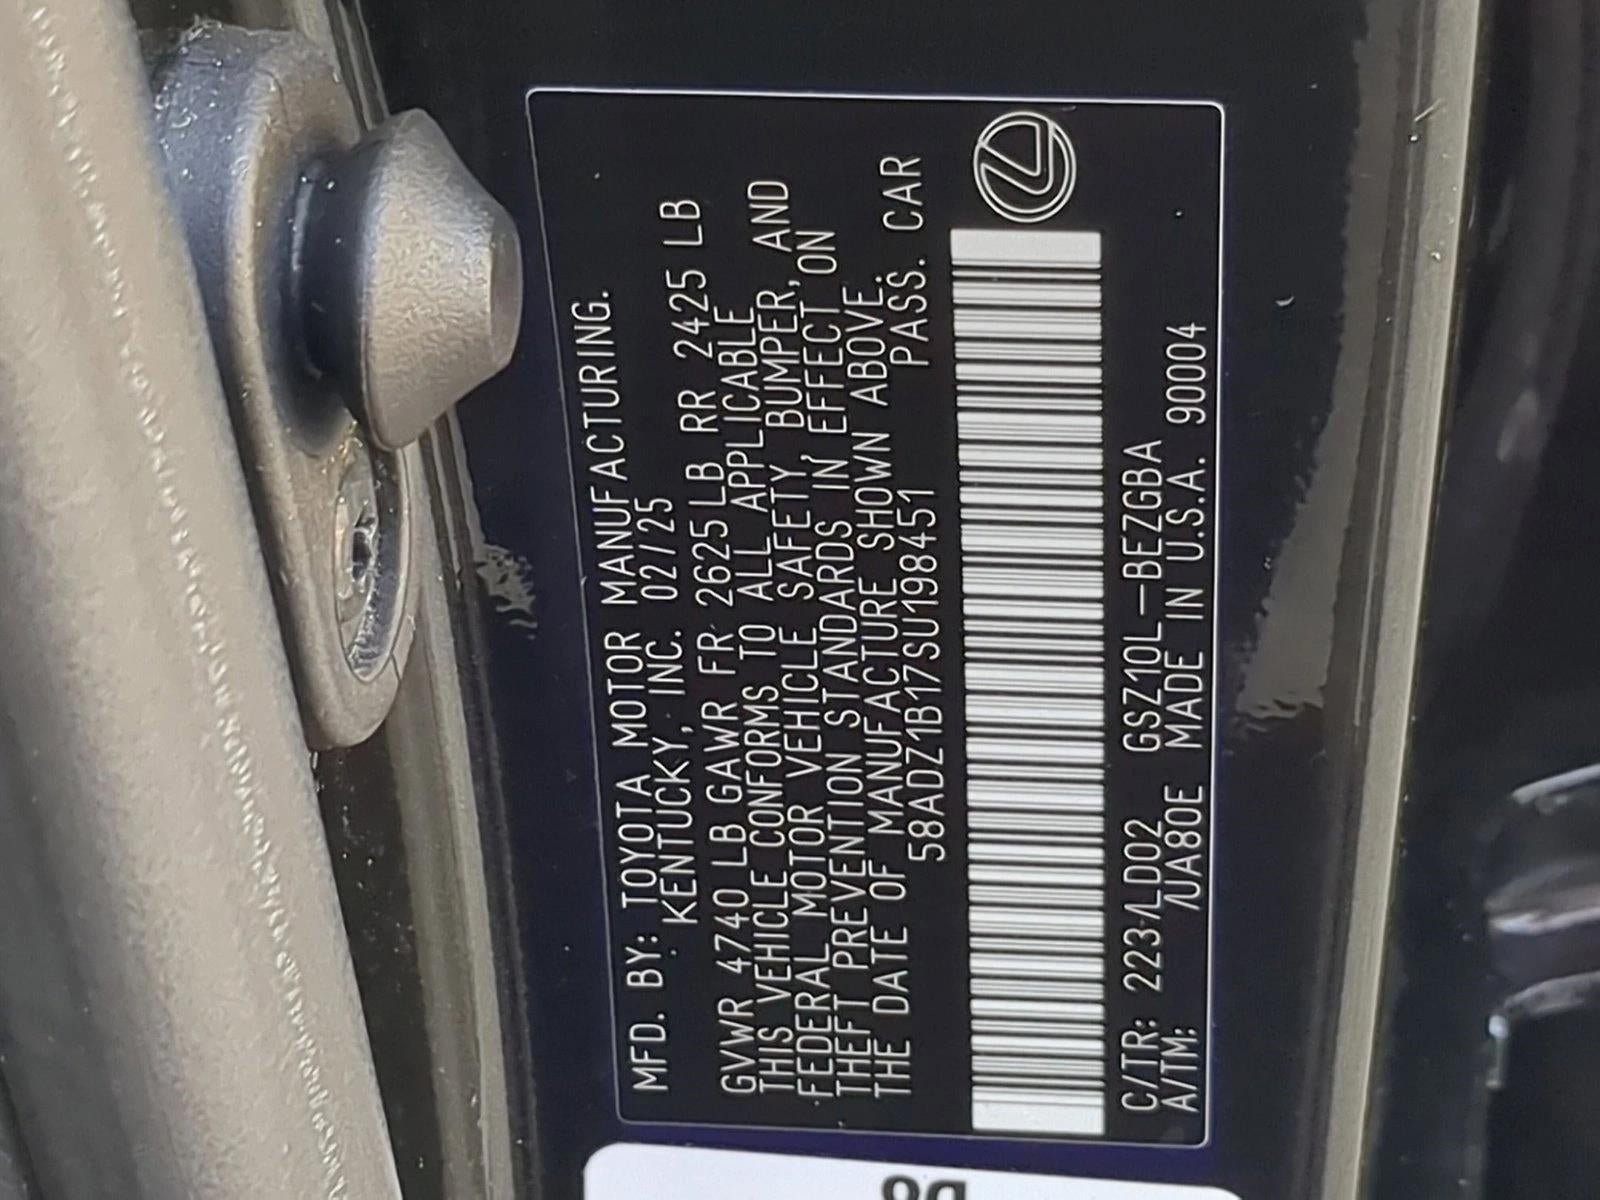 MFD. BY: TOYOTA MOTOR MANUFACTURING.
KENTUCKY, INC. 02/25
GVWR 4740 LB GAWR FR 2625 LB RR 2425 LB
THIS VEHICLE CONFORMS TO ALL APPLICABLE
FEDERAL MOTOR VEHICLE SAFETY, BUMPER, AND
THEFT PREVENTION STANDARDS IN EFFECT ON
THE DATE OF MANUFACTURE SHOWN ABOVE.
58ADZ1B17SU198451 PASS. CAR
C/TR: 223/LD02 GSZ10L-BEZGBA
A/TM: /UA80E MADE IN U.S.A. 90004